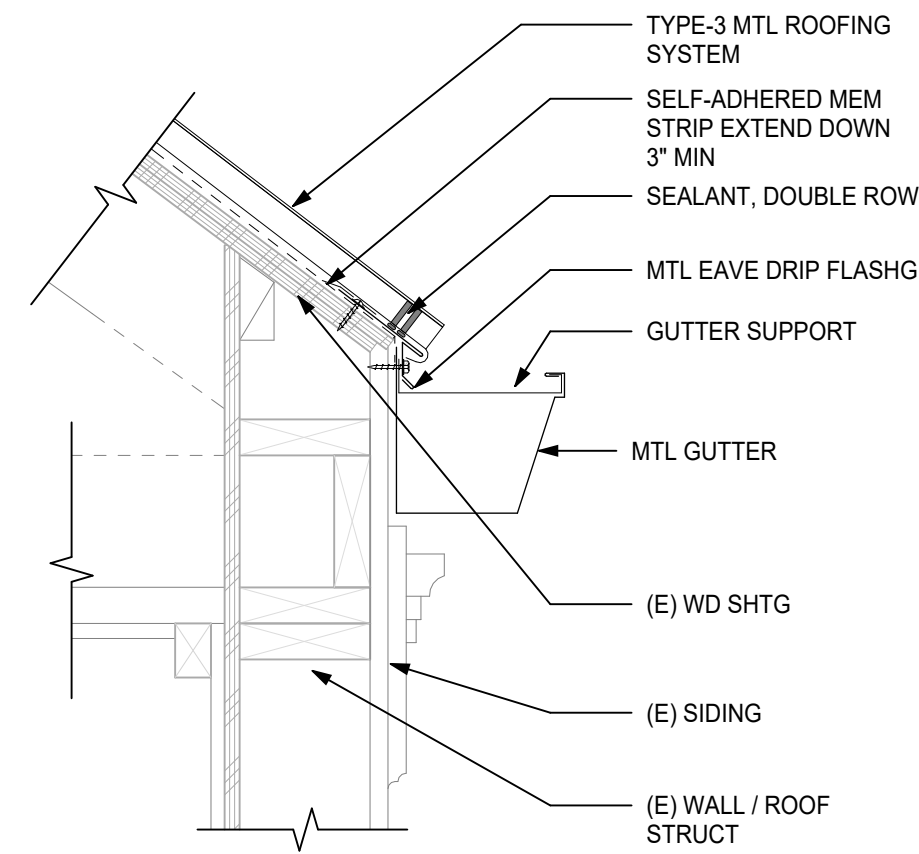 TYPE-3 MTL ROOFING
SYSTEM
SELF-ADHERED MEM
STRIP EXTEND DOWN
3" MIN
SEALANT, DOUBLE ROW
MTL EAVE DRIP FLASHG
GUTTER SUPPORT
MTL GUTTER
(E) WD SHTG
(E) SIDING
(E) WALL / ROOF
STRUCT